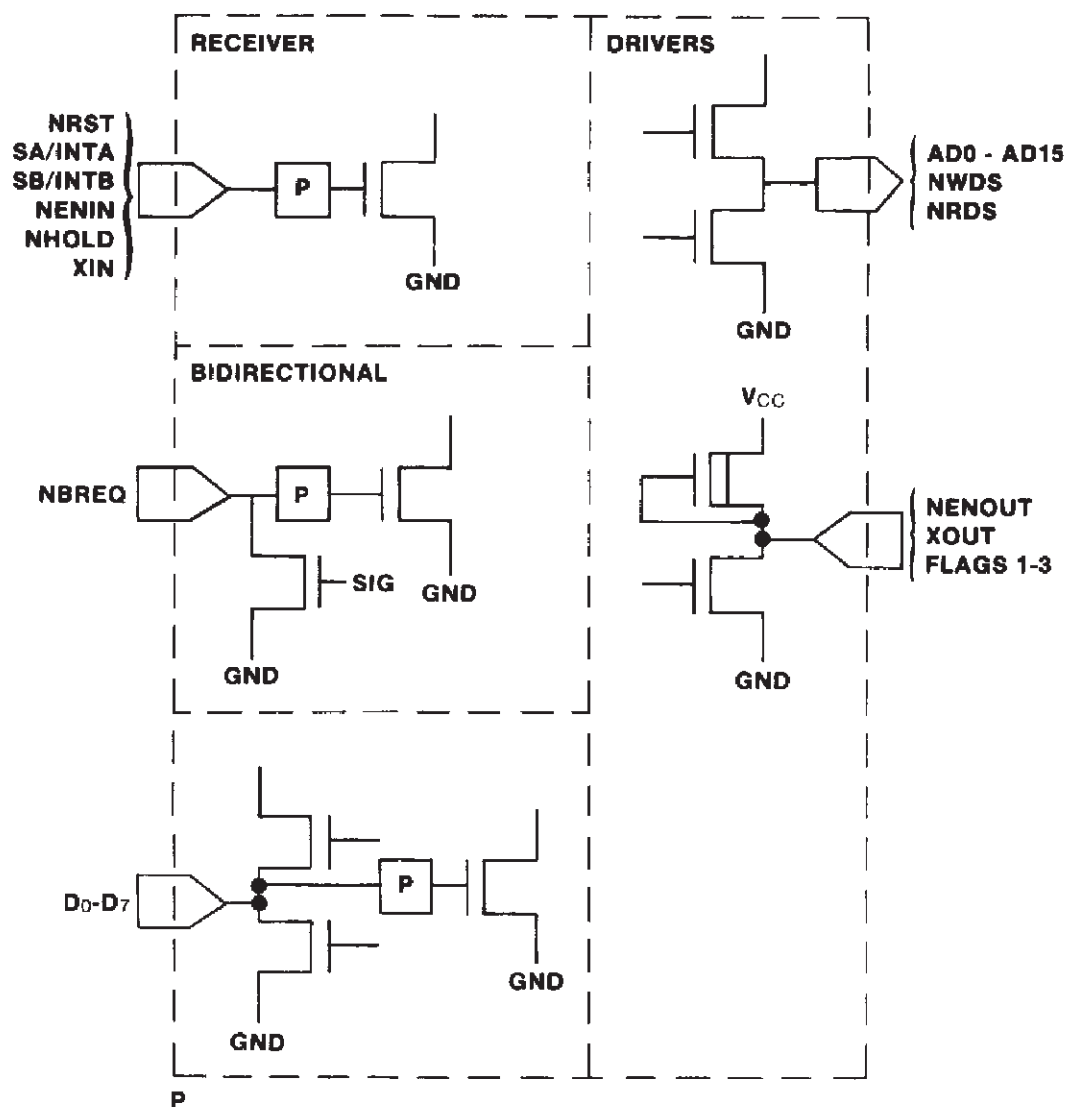 RECEIVER
NRST
SA/INTA
SB/INTB
NENIN
NHOLD
XIN
P
GND
DRIVERS
AD0 - AD15
NWDS
NRDS
GND
BIDIRECTIONAL
NBREQ
P
SIG
GND
GND
VCC
NENOUT
XOUT
FLAGS 1-3
GND
D0-D7
P
GND
GND
P